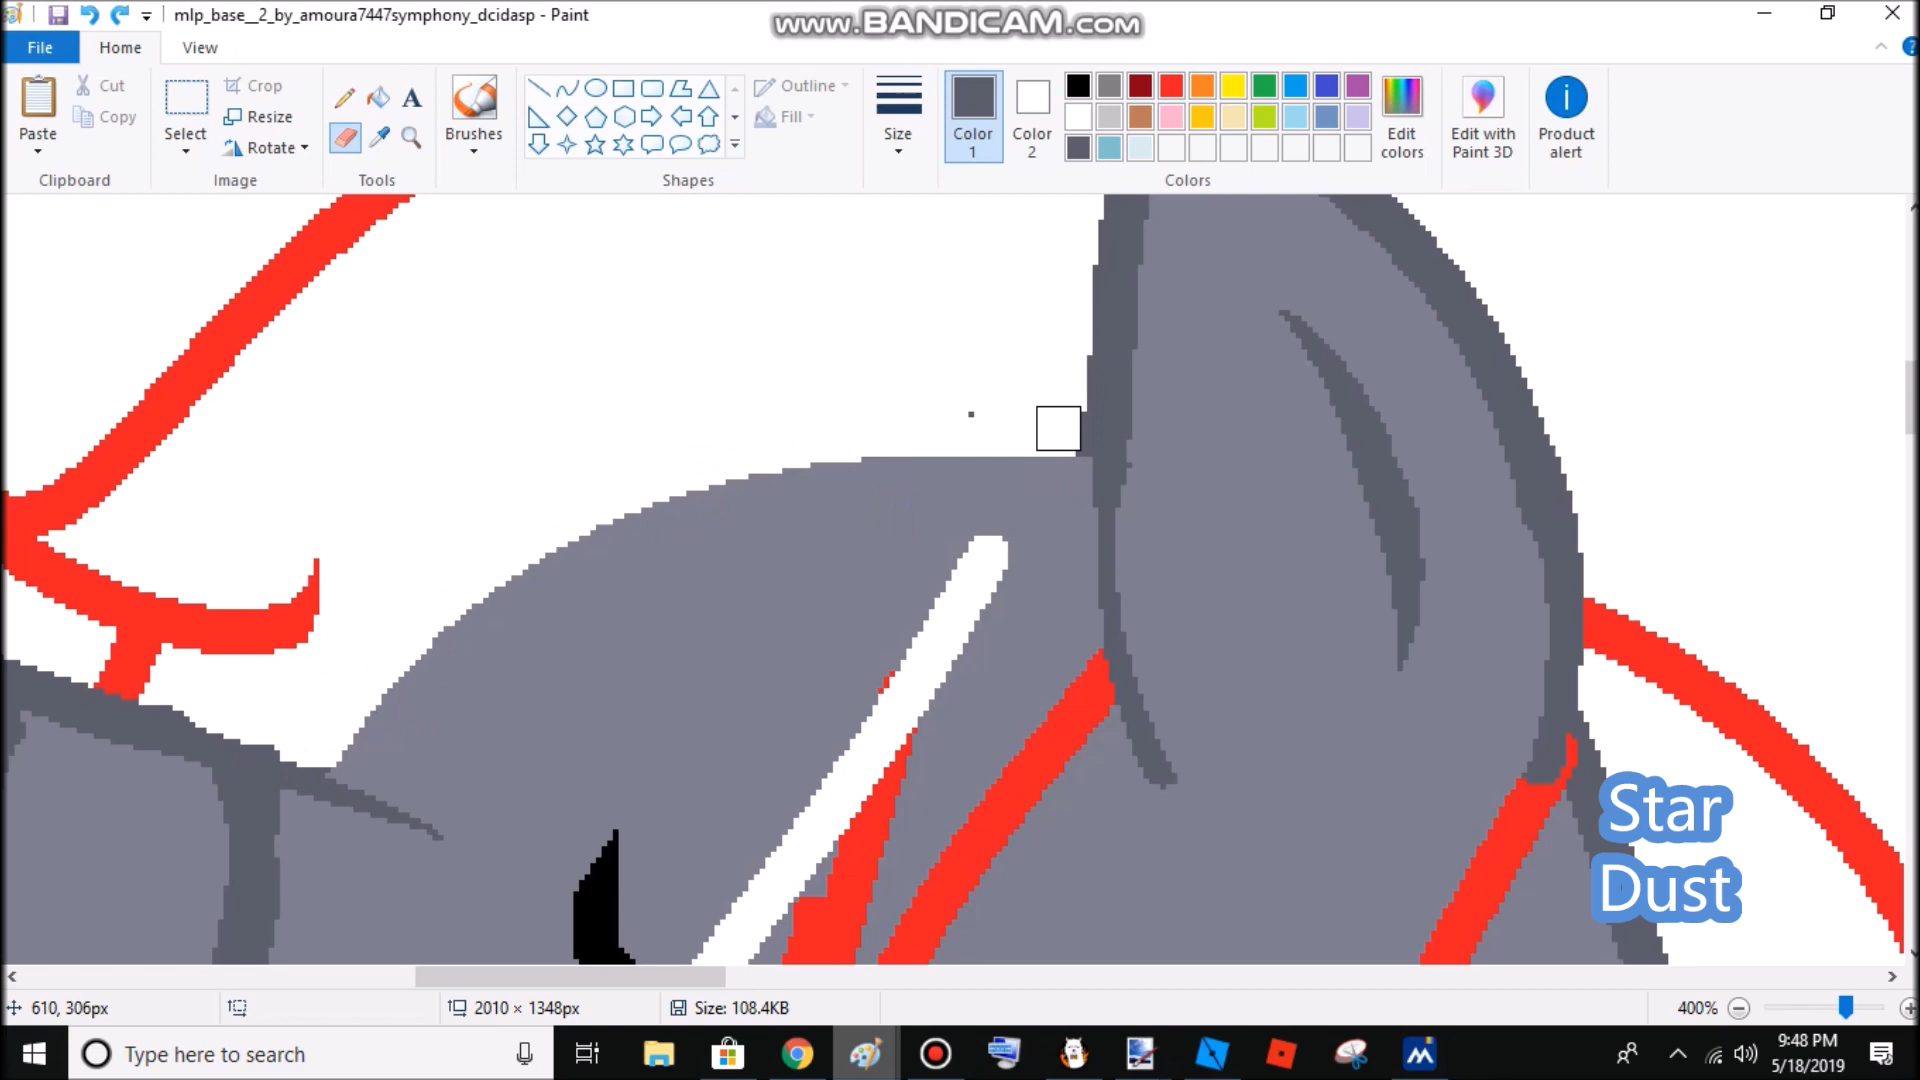 mlp_base__2_by_amoura7447symphony_dcidasp - Paint
www.BANDICAM.com
File
Home
View
Paste
Cut
Copy
Clipboard
Select
Crop
Resize
Rotate
Image
A
Tools
Brushes
Shapes
Outline
Fill
Size
Color
1
Color
2
Colors
Edit
colors
Edit with
Paint 3D
Product
alert
Star
Dust
610, 306px
2010 × 1348px
Size: 108.4KB
400%
Type here to search
9:48 PM
5/18/2019